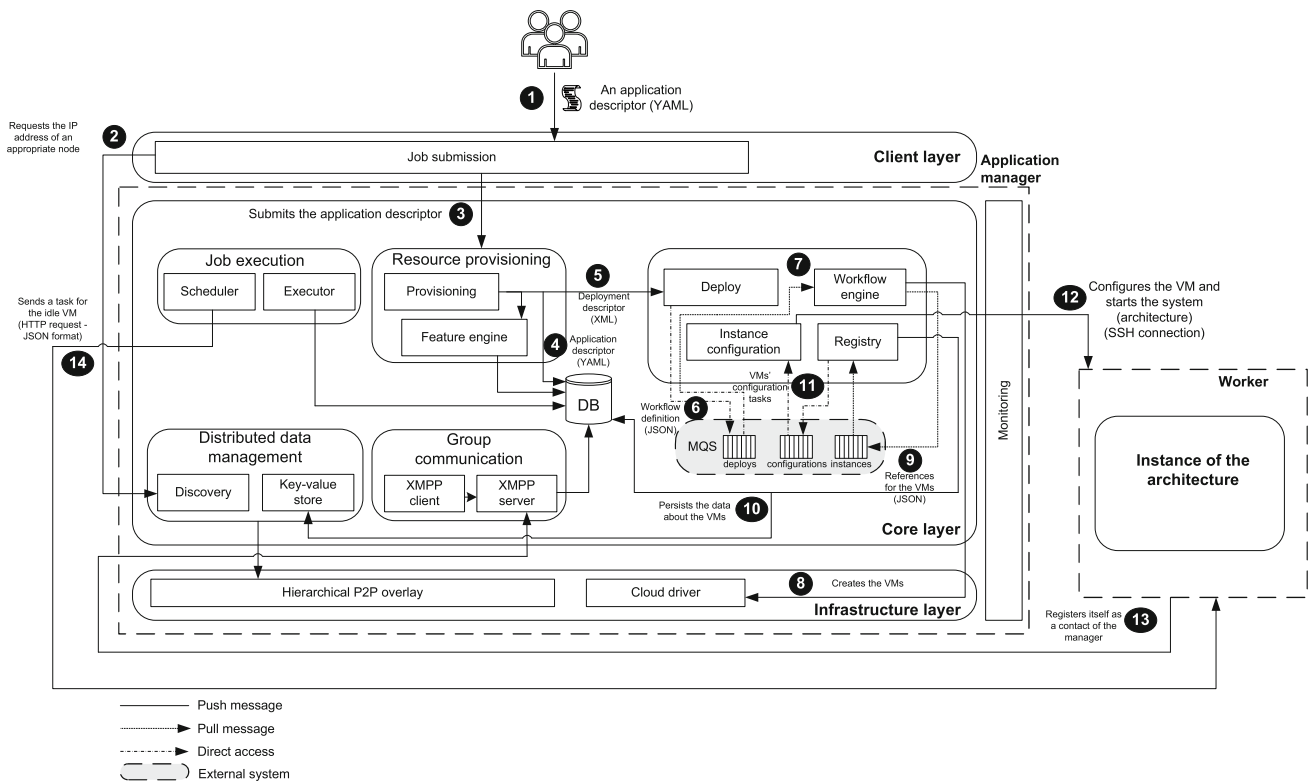 1
An application
descriptor (YAML)
2
Requests the IP
address of an
appropriate node
Job submission
Client layer
Application
manager
Submits the application descriptor
3
Job execution
Scheduler
Executor
Resource provisioning
Provisioning
Feature engine
5
Deployment
descriptor
(XML)
4
Application
descriptor
(YAML)
DB
Deploy
7
Workflow
engine
Instance
configuration
Registry
12
Configures the VM and
starts the system
(architecture)
(SSH connection)
Sends a task for
the idle VM
(HTTP request -
JSON format)
14
VMs'
configuration
tasks
11
Workflow
definition
(JSON)
6
MQS
deploys
configurations
instances
9
References
for the VMs
(JSON)
Monitoring
Worker
Instance of the
architecture
Distributed data
management
Discovery
Key-value
store
Group
communication
XMPP
client
XMPP
server
Persists the data
about the VMs
10
Core layer
Hierarchical P2P overlay
Cloud driver
8
Creates the VMs
Infrastructure layer
Registers itself as
a contact of the
manager
13
Push message
Pull message
Direct access
External system